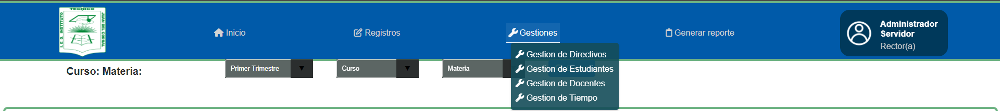 TECNICO
I. E. D. INSTITUTO
JUAN DEL CORRAL
Inicio
Registros
Gestiones
Generar reporte
Administrador
Servidor
Rector(a)
Gestion de Directivos
Gestion de Estudiantes
Gestion de Docentes
Gestion de Tiempo
Curso: Materia:
Primer Trimestre
Curso
Materia